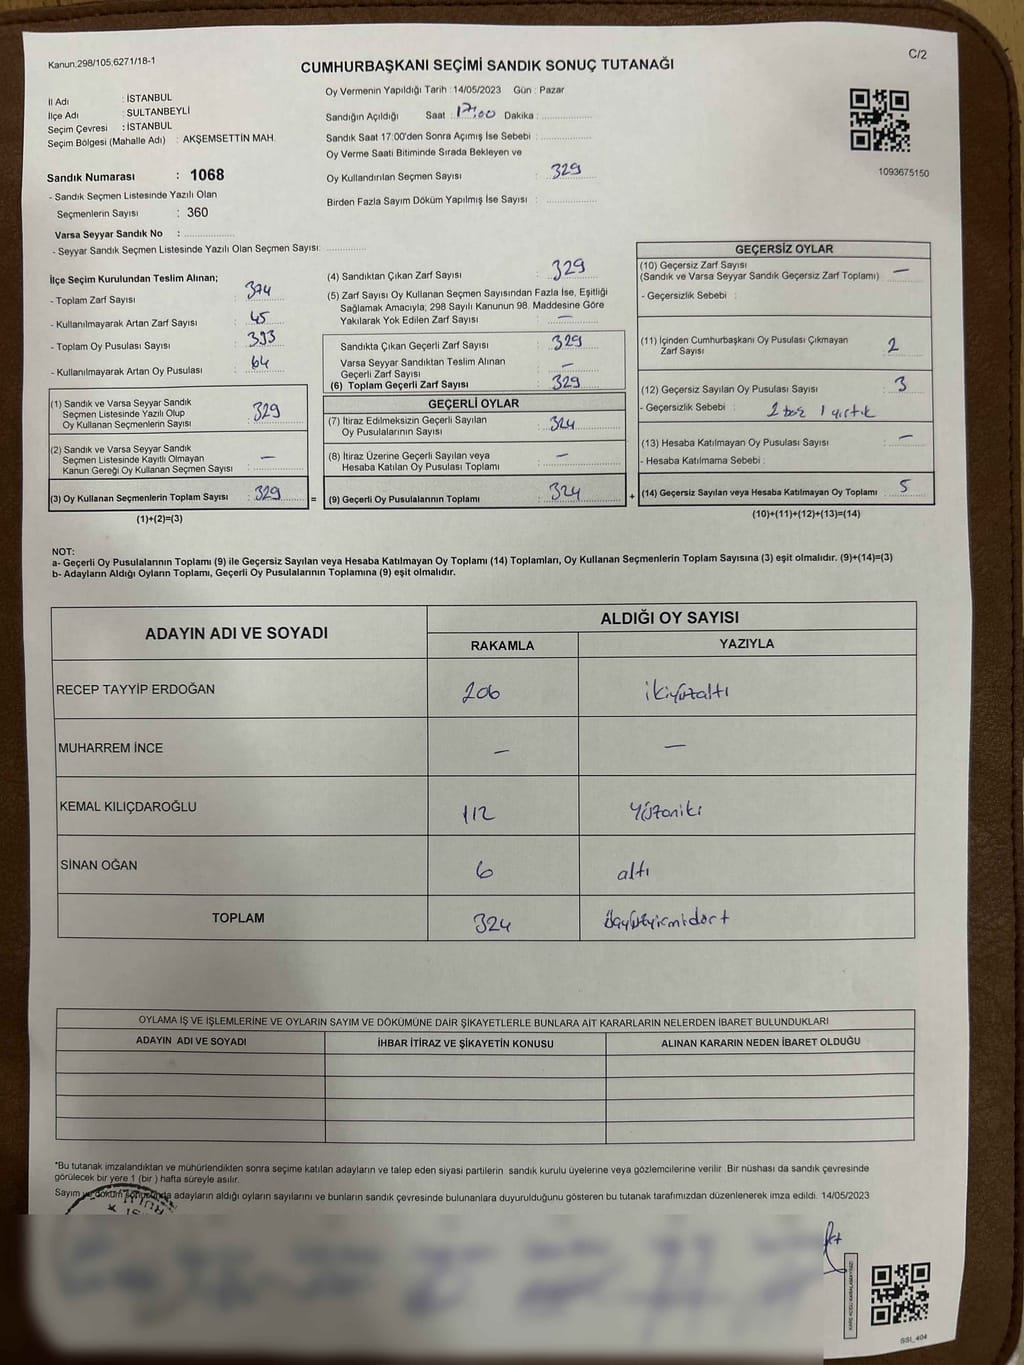 Kanun.298/105,6271/18-1
C/2
CUMHURBAŞKANI SEÇİMİ SANDIK SONUÇ TUTANAĞI
İl Adı : İSTANBUL
İlçe Adı : SULTANBEYLİ
Seçim Çevresi : İSTANBUL
Seçim Bölgesi (Mahalle Adı) : AKŞEMSETTİN MAH.
Oy Vermenin Yapıldığı Tarih : 14/05/2023 Gün : Pazar
Sandığın Açıldığı Saat : 17:00 Dakika :
Sandık Saat 17:00'den Sonra Açımış İse Sebebi :
Oy Verme Saati Bitiminde Sırada Bekleyen ve
Oy Kullandırılan Seçmen Sayısı : 329
Birden Fazla Sayım Döküm Yapılmış İse Sayısı :
1093675150
Sandık Numarası : 1068
- Sandık Seçmen Listesinde Yazılı Olan
Seçmenlerin Sayısı : 360
Varsa Seyyar Sandık No :
- Seyyar Sandık Seçmen Listesinde Yazılı Olan Seçmen Sayısı:
İlçe Seçim Kurulundan Teslim Alınan;
- Toplam Zarf Sayısı : 374
- Kullanılmayarak Artan Zarf Sayısı : 45
- Toplam Oy Pusulası Sayısı : 393
- Kullanılmayarak Artan Oy Pusulası : 64
(1) Sandık ve Varsa Seyyar Sandık
Seçmen Listesinde Yazılı Olup
Oy Kullanan Seçmenlerin Sayısı : 329
(2) Sandık ve Varsa Seyyar Sandık
Seçmen Listesinde Kayıtlı Olmayan
Kanun Gereği Oy Kullanan Seçmen Sayısı : —
(3) Oy Kullanan Seçmenlerin Toplam Sayısı : 329
(1)+(2)=(3)
(4) Sandıktan Çıkan Zarf Sayısı : 329
(5) Zarf Sayısı Oy Kullanan Seçmen Sayısından Fazla İse, Eşitliği
Sağlamak Amacıyla; 298 Sayılı Kanunun 98. Maddesine Göre
Yakılarak Yok Edilen Zarf Sayısı : —
Sandıkta Çıkan Geçerli Zarf Sayısı : 329
Varsa Seyyar Sandıktan Teslim Alınan
Geçerli Zarf Sayısı : —
(6) Toplam Geçerli Zarf Sayısı : 329
GEÇERLİ OYLAR
(7) İtiraz Edilmeksizin Geçerli Sayılan
Oy Pusulalarının Sayısı : 324
(8) İtiraz Üzerine Geçerli Sayılan veya
Hesaba Katılan Oy Pusulası Toplamı : —
= (9) Geçerli Oy Pusulalarının Toplamı : 324
GEÇERSİZ OYLAR
(10) Geçersiz Zarf Sayısı
(Sandık ve Varsa Seyyar Sandık Geçersiz Zarf Toplamı) : —
- Geçersizlik Sebebi :
(11) İçinden Cumhurbaşkanı Oy Pusulası Çıkmayan
Zarf Sayısı : 2
(12) Geçersiz Sayılan Oy Pusulası Sayısı : 3
- Geçersizlik Sebebi : 2 boş 1 yırtık
(13) Hesaba Katılmayan Oy Pusulası Sayısı : —
- Hesaba Katılmama Sebebi :
+ (14) Geçersiz Sayılan veya Hesaba Katılmayan Oy Toplamı : 5
(10)+(11)+(12)+(13)=(14)
NOT:
a- Geçerli Oy Pusulalarının Toplamı (9) ile Geçersiz Sayılan veya Hesaba Katılmayan Oy Toplamı (14) Toplamları, Oy Kullanan Seçmenlerin Toplam Sayısına (3) eşit olmalıdır. (9)+(14)=(3)
b- Adayların Aldığı Oyların Toplamı, Geçerli Oy Pusulalarının Toplamına (9) eşit olmalıdır.
ADAYIN ADI VE SOYADI
ALDIĞI OY SAYISI
RAKAMLA YAZIYLA
RECEP TAYYİP ERDOĞAN 206 ikiyüzaltı
MUHARREM İNCE — —
KEMAL KILIÇDAROĞLU 112 Yüzoniki
SİNAN OĞAN 6 altı
TOPLAM 324 üçyüzyirmidört
OYLAMA İŞ VE İŞLEMLERİNE VE OYLARIN SAYIM VE DÖKÜMÜNE DAİR ŞİKAYETLERLE BUNLARA AİT KARARLARIN NELERDEN İBARET BULUNDUKLARI
ADAYIN ADI VE SOYADI İHBAR İTİRAZ VE ŞİKAYETİN KONUSU ALINAN KARARIN NEDEN İBARET OLDUĞU
"Bu tutanak imzalandıktan ve mühürlendikten sonra seçime katılan adayların ve talep eden siyasi partilerin sandık kurulu üyelerine veya gözlemcilerine verilir. Bir nüshası da sandık çevresinde
görülecek bir yere 1 (bir ) hafta süreyle asılır.
Sayım ve döküm sonucunda adayların aldığı oyların sayılarını ve bunların sandık çevresinde bulunanlara duyurulduğunu gösteren bu tutanak tarafımızdan düzenlenerek imza edildi. 14/05/2023
SSI_404